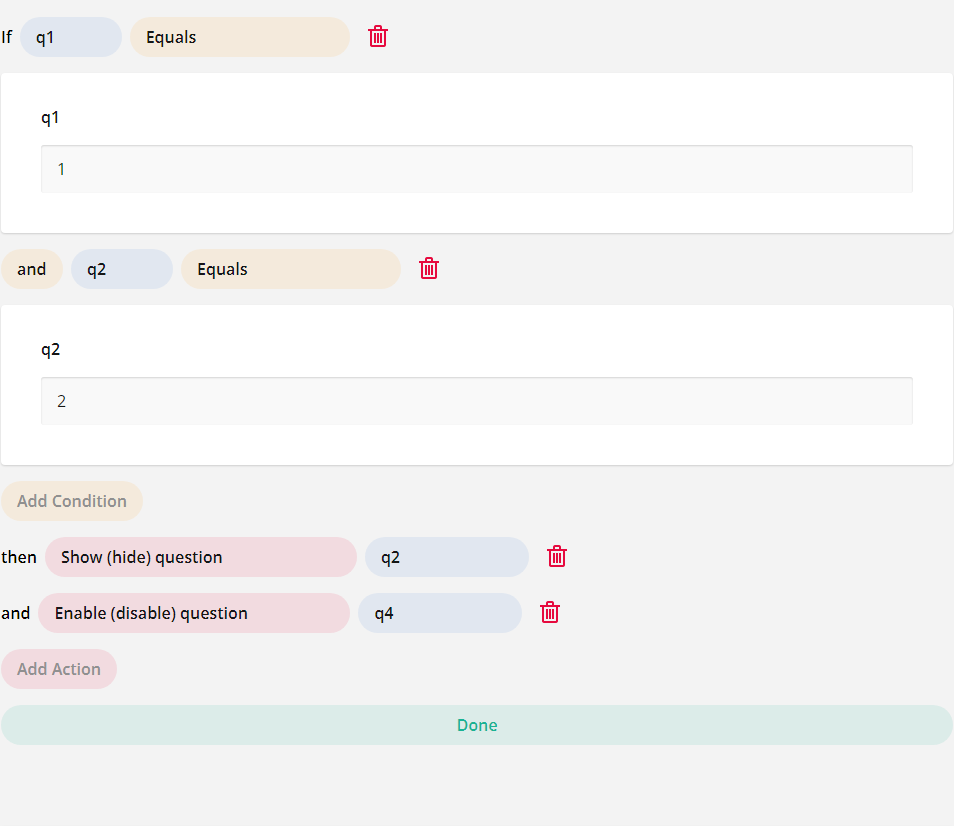 If q1 Equals
q1
1
and q2 Equals
q2
2
Add Condition
then Show (hide) question q2
and Enable (disable) question q4
Add Action
Done